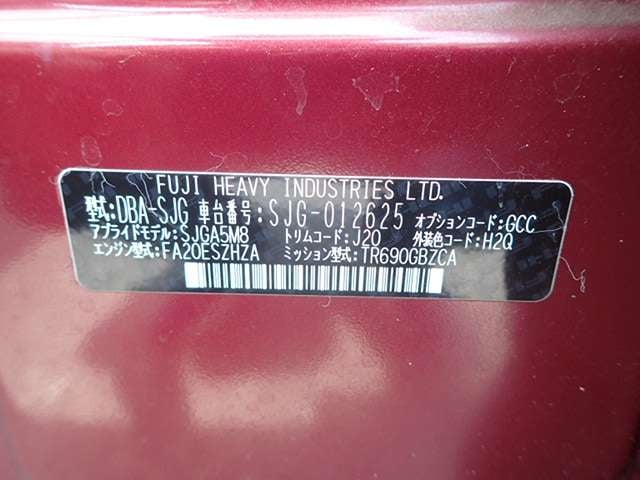 FUJI HEAVY INDUSTRIES LTD.
型式:DBA-SJG 車台番号:SJG-012625 オプションコード:GCC
アプライドモデル:SJGA5M8 トリムコード:J20 外装色コード:H2Q
エンジン型式:FA20ESZHZA ミッション型式:TR690GBZCA